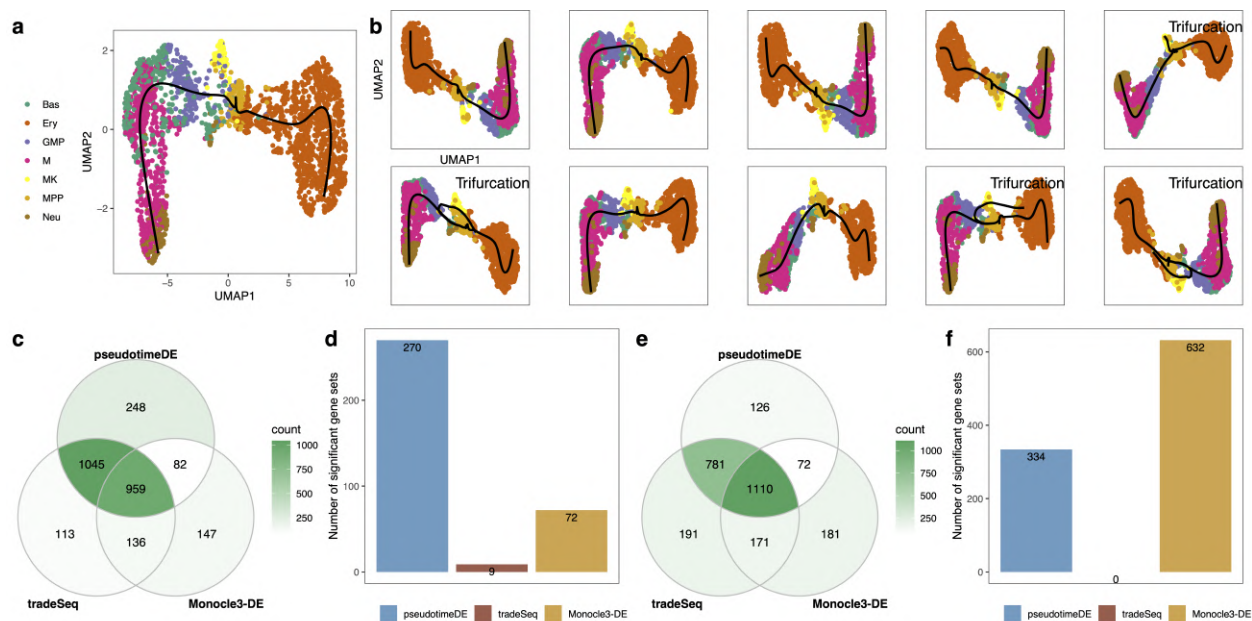 a
UMAP2
2
0
−2
−5
0
5
10
UMAP1
Bas
Ery
GMP
M
MK
MPP
Neu
b
UMAP2
UMAP1
Trifurcation
Trifurcation
Trifurcation
c
pseudotimeDE
248
1045
82
959
113
136
147
tradeSeq
Monocle3-DE
count
1000
750
500
250
d
Number of significant gene sets
200
100
0
270
9
72
pseudotimeDE
tradeSeq
Monocle3-DE
e
pseudotimeDE
126
781
72
1110
191
171
181
tradeSeq
Monocle3-DE
count
1000
750
500
250
f
Number of significant gene sets
600
400
200
0
334
0
632
pseudotimeDE
tradeSeq
Monocle3-DE